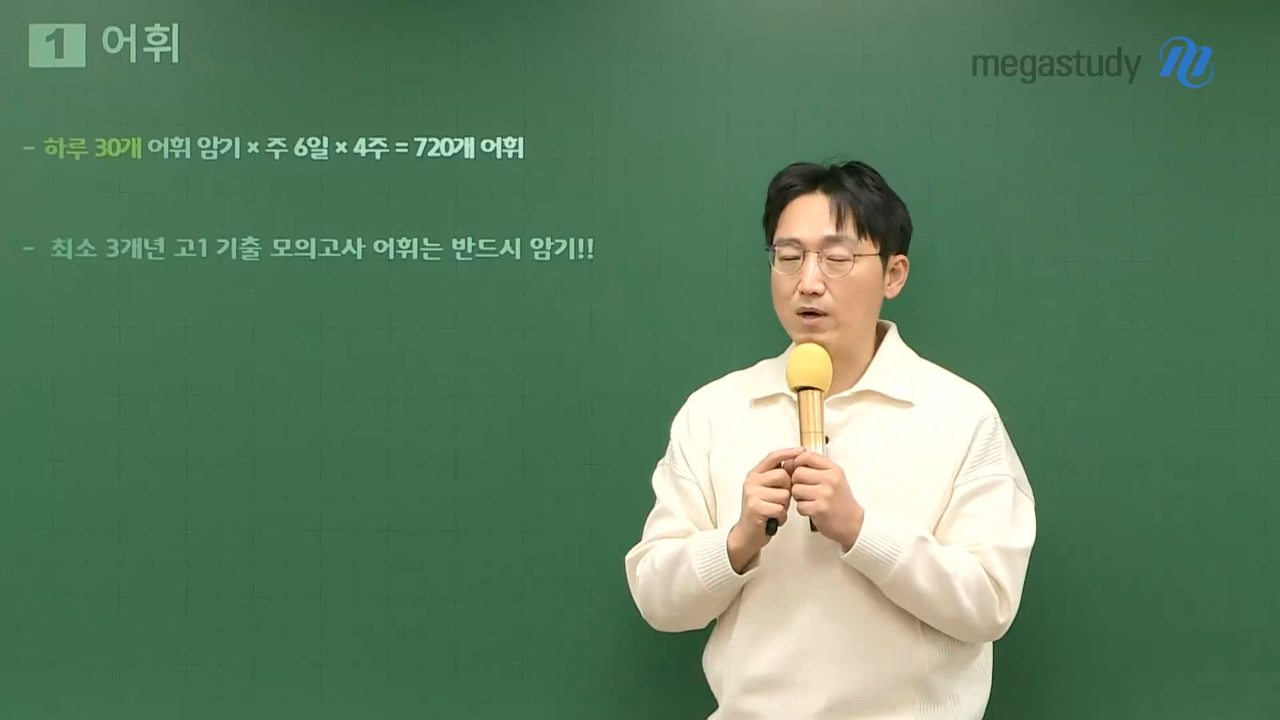 1 어휘
megastudy
- 하루 30개 어휘 암기 × 주 6일 × 4주 = 720개 어휘
- 최소 3개년 고1 기출 모의고사 어휘는 반드시 암기!!